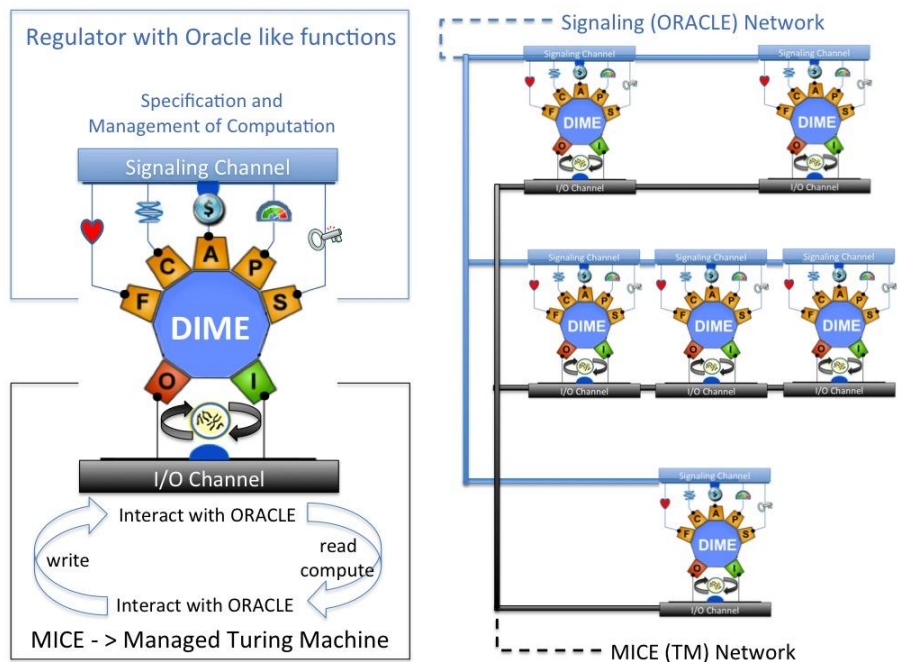 Regulator with Oracle like functions
Specification and
Management of Computation
Signaling Channel
$
F C A P S
DIME
O I
I/O Channel
Interact with ORACLE
write
read
compute
Interact with ORACLE
MICE - > Managed Turing Machine
Signaling (ORACLE) Network
Signaling Channel Signaling Channel
$ $
F C A P S F C A P S
DIME DIME
O I O I
I/O Channel I/O Channel
Signaling Channel Signaling Channel Signaling Channel
$ $ $
F C A P S F C A P S F C A P S
DIME DIME DIME
O I O I O I
I/O Channel I/O Channel I/O Channel
Signaling Channel
$
F C A P S
DIME
O I
I/O Channel
MICE (TM) Network